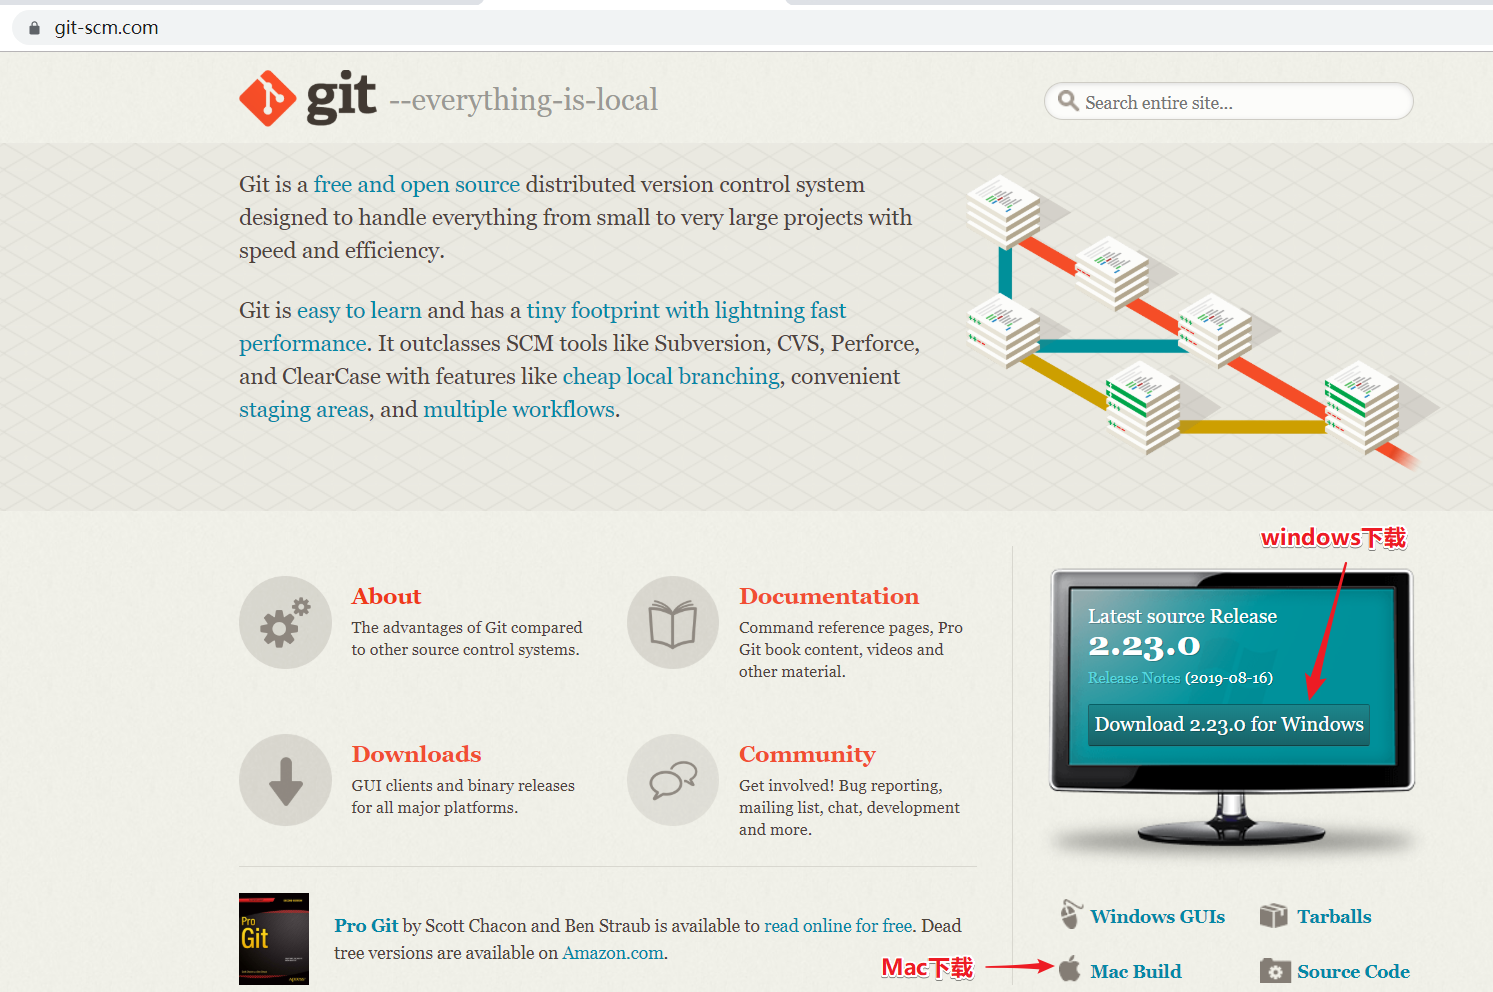 git-scm.com
git --everything-is-local
Search entire site...
Git is a free and open source distributed version control system
designed to handle everything from small to very large projects with
speed and efficiency.
Git is easy to learn and has a tiny footprint with lightning fast
performance. It outclasses SCM tools like Subversion, CVS, Perforce,
and ClearCase with features like cheap local branching, convenient
staging areas, and multiple workflows.
windows下载
About
The advantages of Git compared
to other source control systems.
Documentation
Command reference pages, Pro
Git book content, videos and
other material.
Latest source Release
2.23.0
Release Notes (2019-08-16)
Download 2.23.0 for Windows
Downloads
GUI clients and binary releases
for all major platforms.
Community
Get involved! Bug reporting,
mailing list, chat, development
and more.
Pro
Git
Pro Git by Scott Chacon and Ben Straub is available to read online for free. Dead
tree versions are available on Amazon.com.
Windows GUIs
Tarballs
Mac下载
Mac Build
Source Code